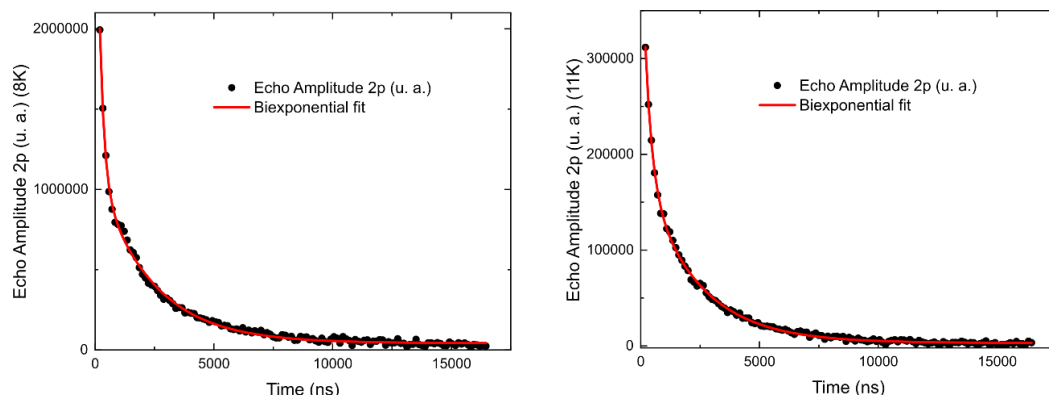 Echo Amplitude 2p (u. a.) (8K)
2000000
1000000
0
Echo Amplitude 2p (u. a.)
Biexponential fit
0
5000
10000
15000
Time (ns)
Echo Amplitude 2p (u. a.) (11K)
300000
200000
100000
0
Echo Amplitude 2p (u. a.)
Biexponential fit
0
5000
10000
15000
Time (ns)